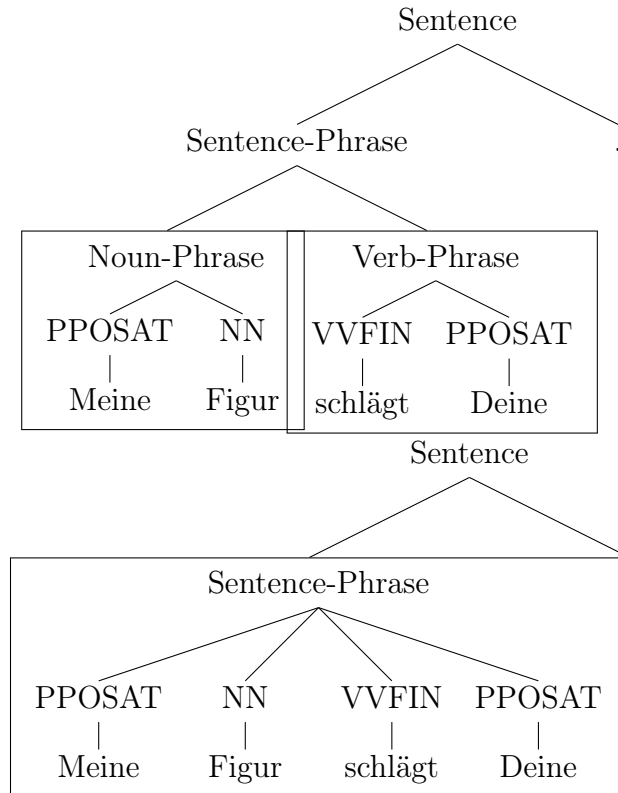 Sentence
Sentence-Phrase .
Noun-Phrase Verb-Phrase
PPOSAT NN VVFIN PPOSAT
Meine Figur schlägt Deine
Sentence
Sentence-Phrase
PPOSAT NN VVFIN PPOSAT
Meine Figur schlägt Deine